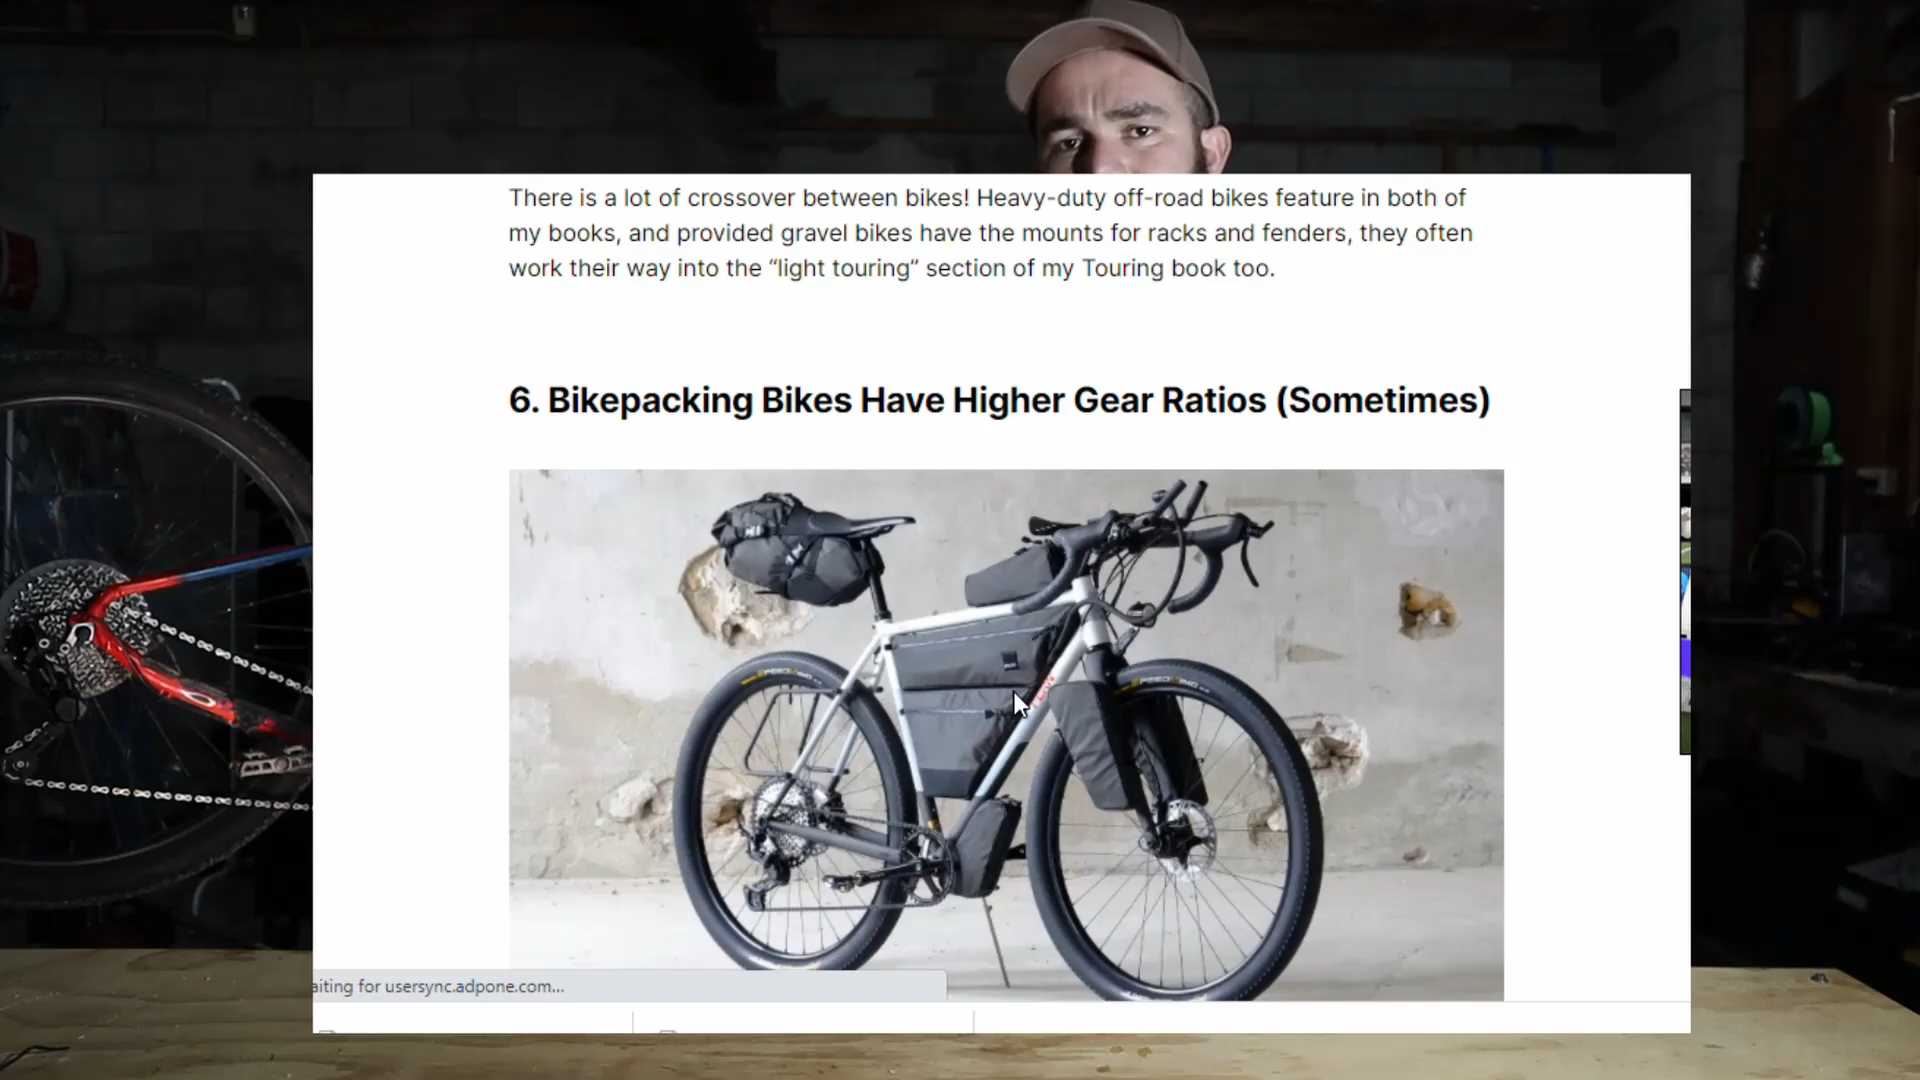 There is a lot of crossover between bikes! Heavy-duty off-road bikes feature in both of
my books, and provided gravel bikes have the mounts for racks and fenders, they often
work their way into the “light touring” section of my Touring book too.
6. Bikepacking Bikes Have Higher Gear Ratios (Sometimes)
aiting for usersync.adpone.com...